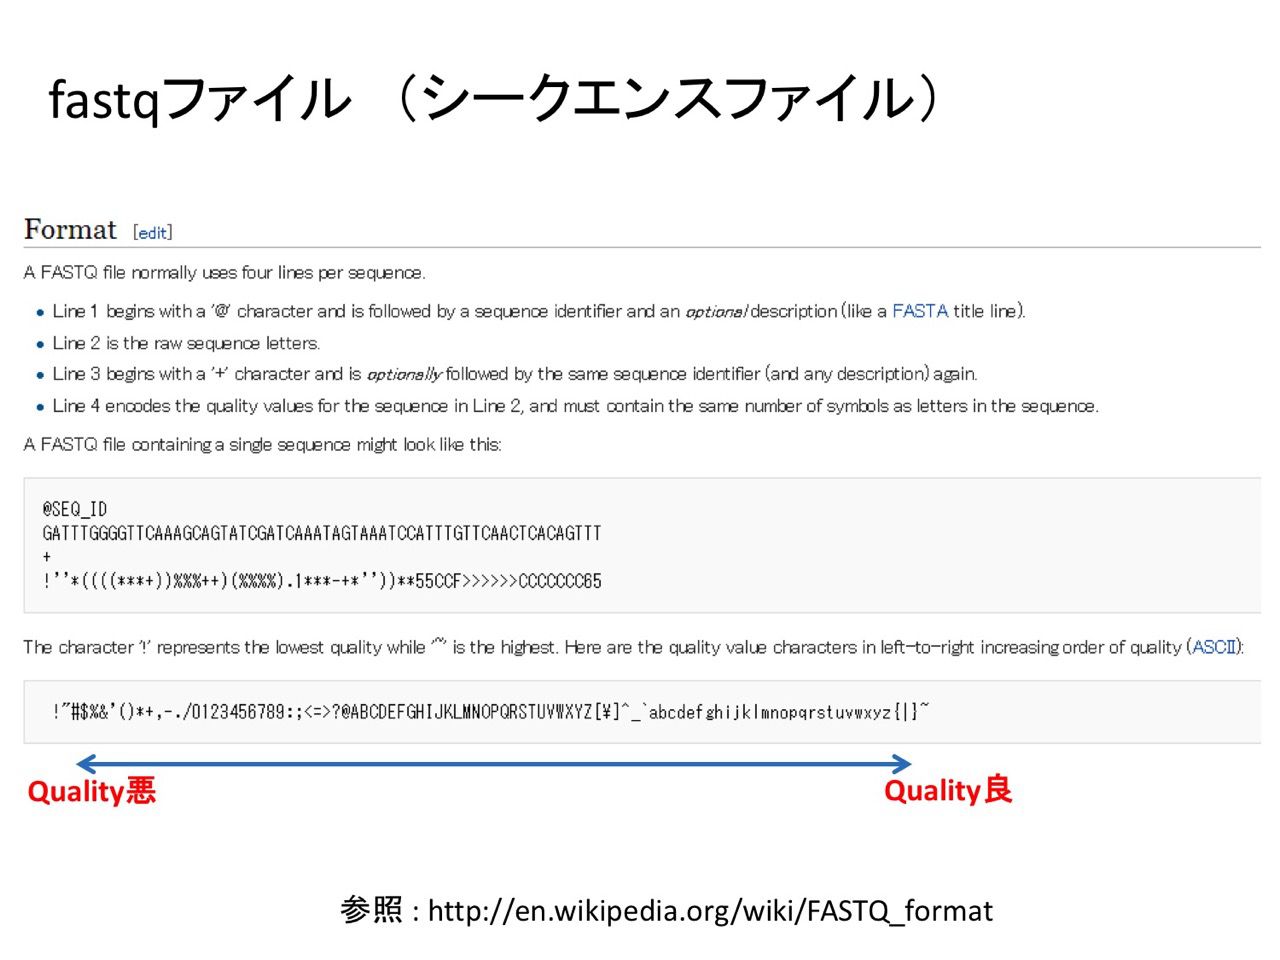 fastqファイル （シークエンスファイル）
Format [edit]
A FASTQ file normally uses four lines per sequence.
• Line 1 begins with a '@' character and is followed by a sequence identifier and an optional description (like a FASTA title line).
• Line 2 is the raw sequence letters.
• Line 3 begins with a '+' character and is optionally followed by the same sequence identifier (and any description) again.
• Line 4 encodes the quality values for the sequence in Line 2, and must contain the same number of symbols as letters in the sequence.
A FASTQ file containing a single sequence might look like this:
@SEQ_ID
GATTTGGGGTTCAAAGCAGTATCGATCAAATAGTAAATCCATTTGTTCAACTCACAGTTT
+
!''*((((***+))%%%++)(%%%%).1***-+*''))**55CCF>>>>>>CCCCCCC65
The character '!' represents the lowest quality while '~' is the highest. Here are the quality value characters in left-to-right increasing order of quality (ASCII):
!"#$%&'()*+,-./0123456789:;<=>?@ABCDEFGHIJKLMNOPQRSTUVWXYZ[¥]^_`abcdefghijklmnopqrstuvwxyz{|}~
Quality悪 Quality良
参照 : http://en.wikipedia.org/wiki/FASTQ_format